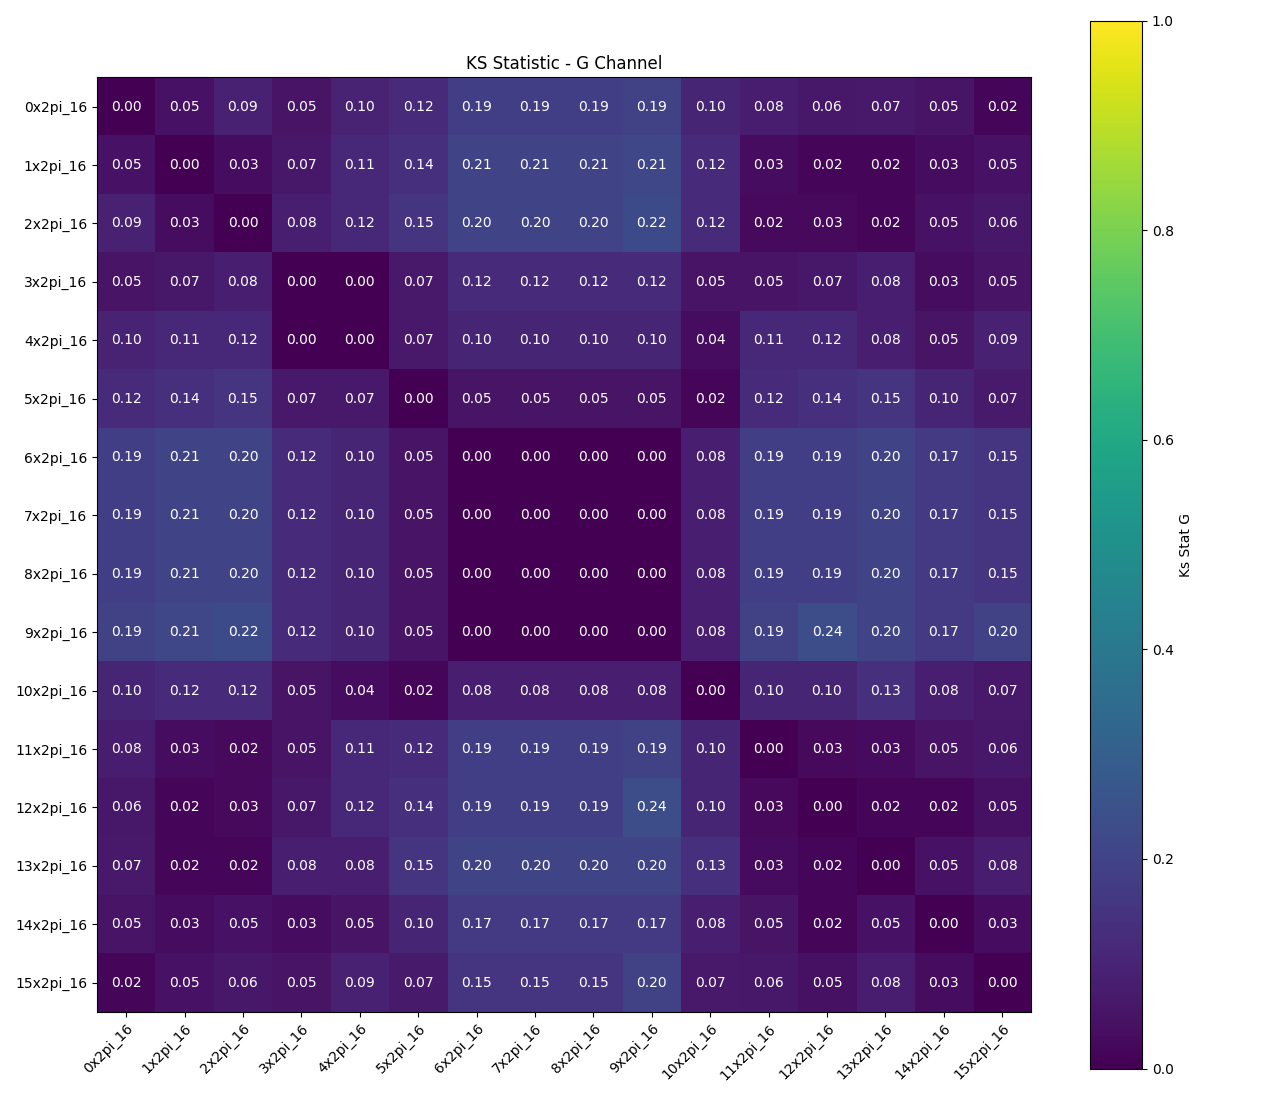 KS Statistic - G Channel
1.0
0x2pi_16 0.00 0.05 0.09 0.05 0.10 0.12 0.19 0.19 0.19 0.19 0.10 0.08 0.06 0.07 0.05 0.02
1x2pi_16 0.05 0.00 0.03 0.07 0.11 0.14 0.21 0.21 0.21 0.21 0.12 0.03 0.02 0.02 0.03 0.05
2x2pi_16 0.09 0.03 0.00 0.08 0.12 0.15 0.20 0.20 0.20 0.22 0.12 0.02 0.03 0.02 0.05 0.06
0.8
3x2pi_16 0.05 0.07 0.08 0.00 0.00 0.07 0.12 0.12 0.12 0.12 0.05 0.05 0.07 0.08 0.03 0.05
4x2pi_16 0.10 0.11 0.12 0.00 0.00 0.07 0.10 0.10 0.10 0.10 0.04 0.11 0.12 0.08 0.05 0.09
5x2pi_16 0.12 0.14 0.15 0.07 0.07 0.00 0.05 0.05 0.05 0.05 0.02 0.12 0.14 0.15 0.10 0.07
0.6
6x2pi_16 0.19 0.21 0.20 0.12 0.10 0.05 0.00 0.00 0.00 0.00 0.08 0.19 0.19 0.20 0.17 0.15
7x2pi_16 0.19 0.21 0.20 0.12 0.10 0.05 0.00 0.00 0.00 0.00 0.08 0.19 0.19 0.20 0.17 0.15
Ks Stat G
8x2pi_16 0.19 0.21 0.20 0.12 0.10 0.05 0.00 0.00 0.00 0.00 0.08 0.19 0.19 0.20 0.17 0.15
9x2pi_16 0.19 0.21 0.22 0.12 0.10 0.05 0.00 0.00 0.00 0.00 0.08 0.19 0.24 0.20 0.17 0.20
0.4
10x2pi_16 0.10 0.12 0.12 0.05 0.04 0.02 0.08 0.08 0.08 0.08 0.00 0.10 0.10 0.13 0.08 0.07
11x2pi_16 0.08 0.03 0.02 0.05 0.11 0.12 0.19 0.19 0.19 0.19 0.10 0.00 0.03 0.03 0.05 0.06
12x2pi_16 0.06 0.02 0.03 0.07 0.12 0.14 0.19 0.19 0.19 0.24 0.10 0.03 0.00 0.02 0.02 0.05
0.2
13x2pi_16 0.07 0.02 0.02 0.08 0.08 0.15 0.20 0.20 0.20 0.20 0.13 0.03 0.02 0.00 0.05 0.08
14x2pi_16 0.05 0.03 0.05 0.03 0.05 0.10 0.17 0.17 0.17 0.17 0.08 0.05 0.02 0.05 0.00 0.03
15x2pi_16 0.02 0.05 0.06 0.05 0.09 0.07 0.15 0.15 0.15 0.20 0.07 0.06 0.05 0.08 0.03 0.00
0.0
0x2pi_16 1x2pi_16 2x2pi_16 3x2pi_16 4x2pi_16 5x2pi_16 6x2pi_16 7x2pi_16 8x2pi_16 9x2pi_16 10x2pi_16 11x2pi_16 12x2pi_16 13x2pi_16 14x2pi_16 15x2pi_16